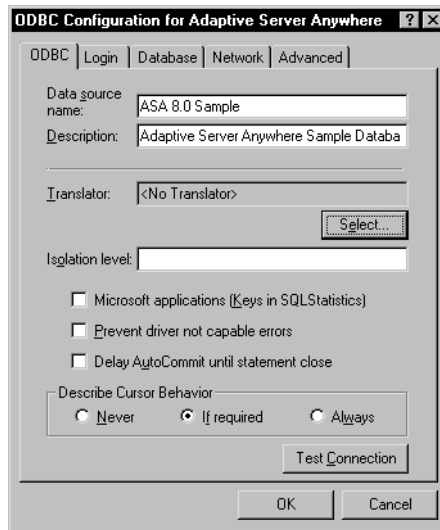 ODBC Configuration for Adaptive Server Anywhere
ODBC Login Database Network Advanced
Data source name:
ASA 8.0 Sample
Description: Adaptive Server Anywhere Sample Databa
Translator: <No Translator>
Select...
Isolation level:
Microsoft applications (Keys in SQLStatistics)
Prevent driver not capable errors
Delay AutoCommit until statement close
Describe Cursor Behavior
Never If required Always
Test Connection
OK Cancel